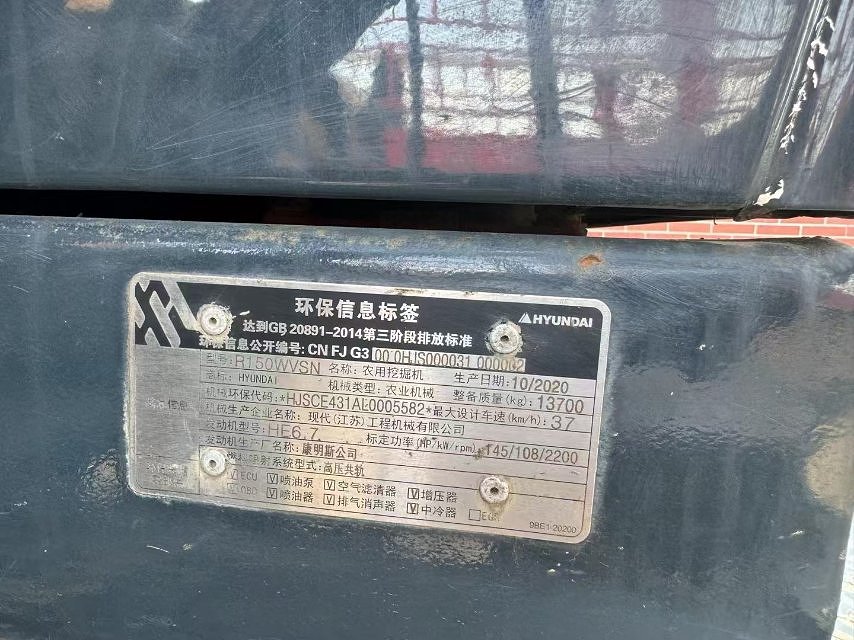 环保信息标签
HYUNDAI
达到GB 20891-2014第三阶段排放标准
环保信息公开编号: CN FJ G3 00 0HJS000031 000002
型号: R150WVSN 名称: 农用挖掘机 生产日期: 10/2020
商标: HYUNDAI 机械类型: 农业机械 整备质量(kg): 13700
机械环保代码: *HJSCE431AL0005582* 最大设计车速(km/h): 37
机械生产企业名称: 现代(江苏)工程机械有限公司
发动机型号: HE6.7 标定功率(HP/kW/rpm) 145/108/2200
发动机生产厂名称: 康明斯公司
燃料喷射系统型式: 高压共轨
ECU 喷油泵 空气滤清器 增压器
OBD 喷油器 排气消声器 中冷器
9BE1-20200